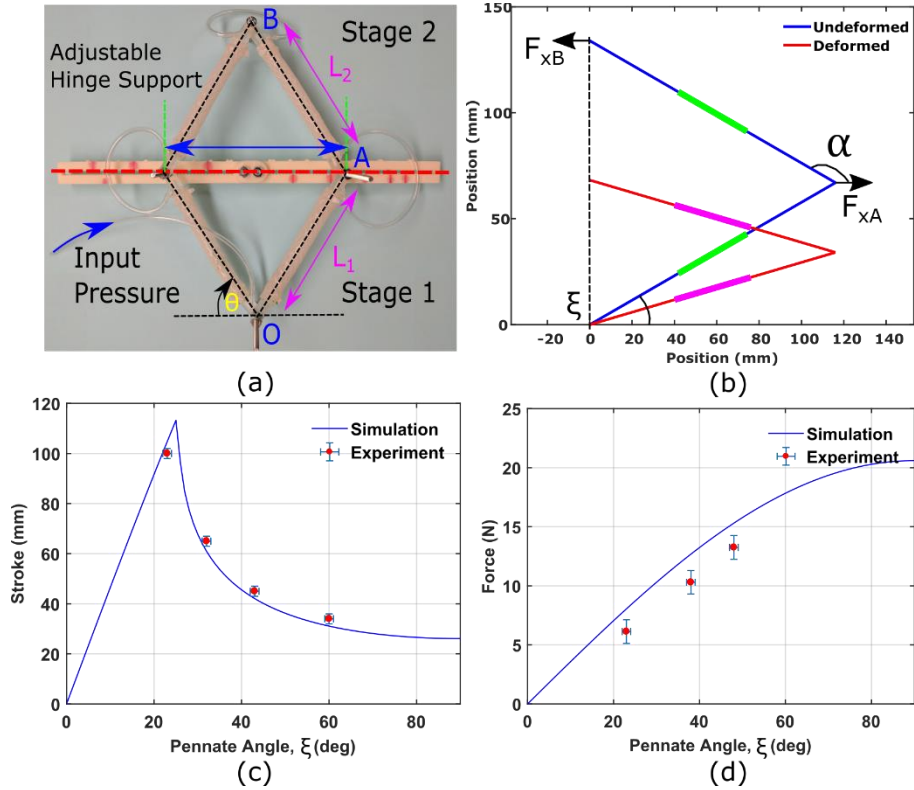 B
Stage 2
Adjustable
Hinge Support
L2
A
Input
Pressure
L1
θ
Stage 1
O
(a)
150
100
50
0
Position (mm)
Undeformed
Deformed
FxB
α
FxA
ξ
-20 0 20 40 60 80 100 120 140
Position (mm)
(b)
120
100
80
60
40
20
0
Stroke (mm)
Simulation
Experiment
0 20 40 60 80
Pennate Angle, ξ(deg)
(c)
25
20
15
10
5
0
Force (N)
Simulation
Experiment
0 20 40 60 80
Pennate Angle, ξ(deg)
(d)